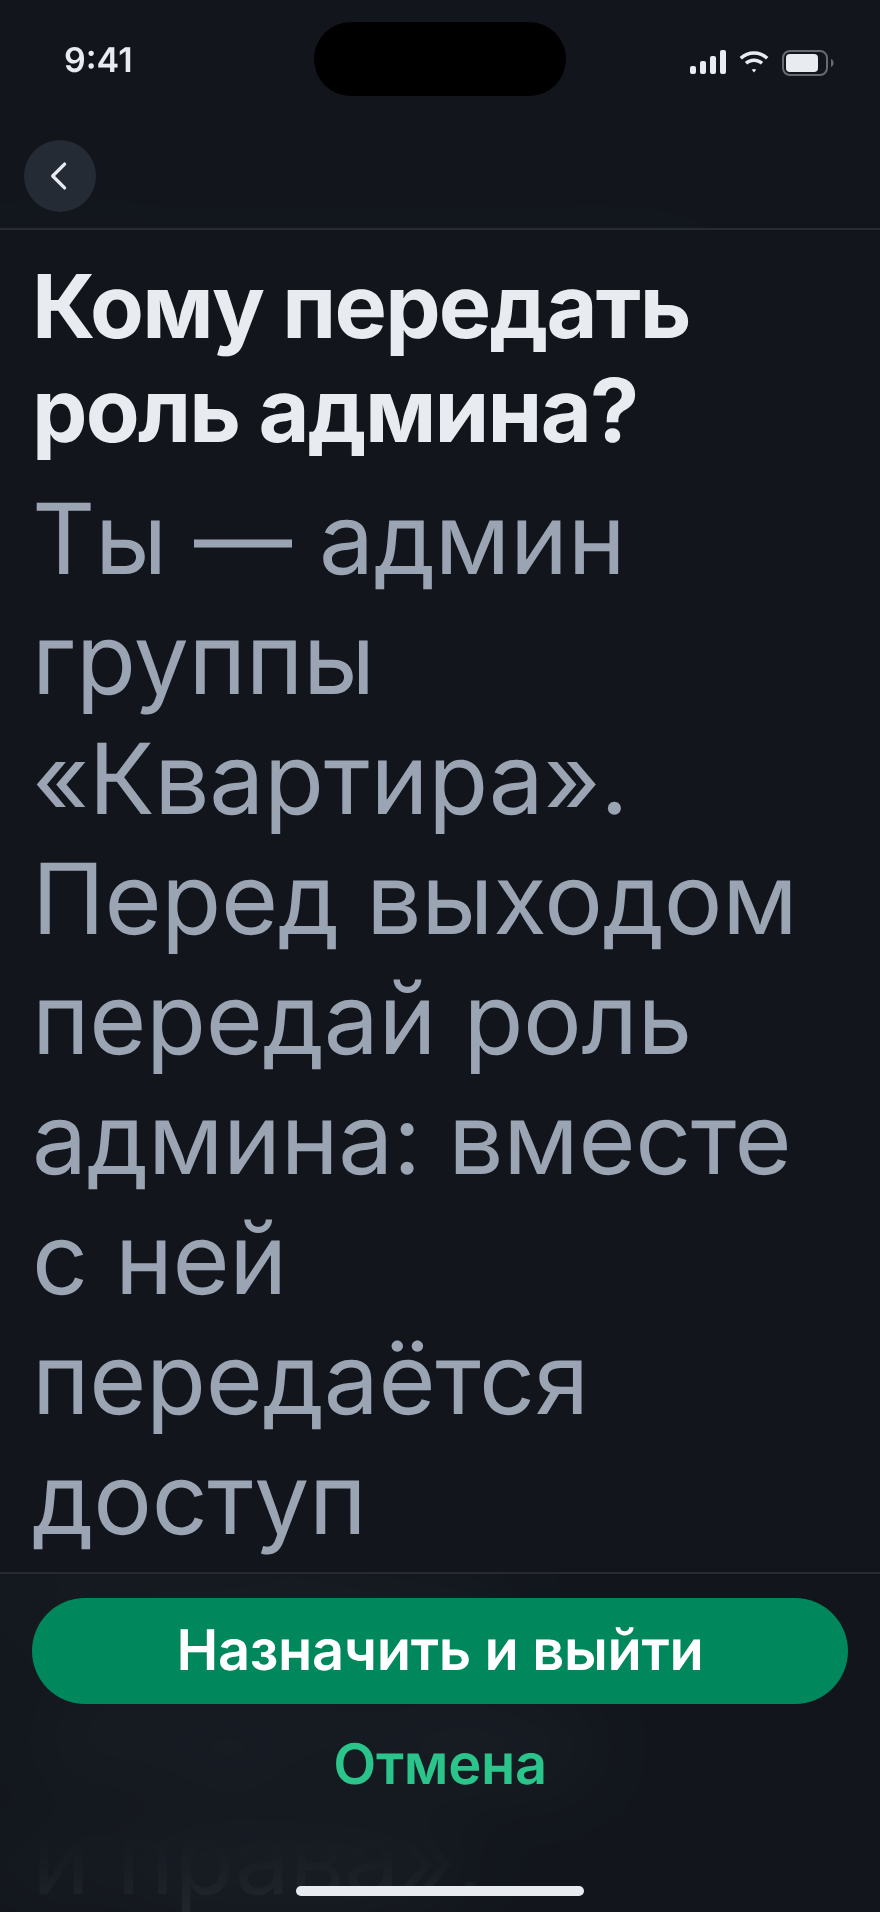 9:41
Кому передать
роль админа?
Ты — админ
группы
«Квартира».
Перед выходом
передай роль
админа: вместе
с ней
передаётся
доступ
Назначить и выйти
Отмена
и права».